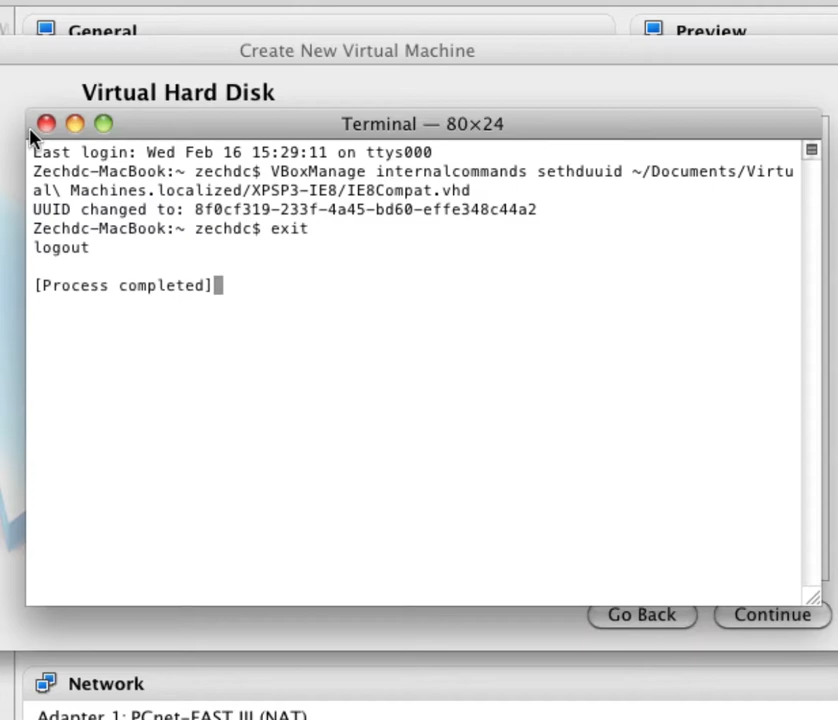 General
Preview
Create New Virtual Machine
Virtual Hard Disk
Terminal — 80×24
Last login: Wed Feb 16 15:29:11 on ttys000
Zechdc-MacBook:~ zechdc$ VBoxManage internalcommands sethduuid ~/Documents/Virtu
al\ Machines.localized/XPSP3-IE8/IE8Compat.vhd
UUID changed to: 8f0cf319-233f-4a45-bd60-effe348c44a2
Zechdc-MacBook:~ zechdc$ exit
logout
[Process completed]
Go Back
Continue
Network
Adapter 1: PCnet-FAST III (NAT)